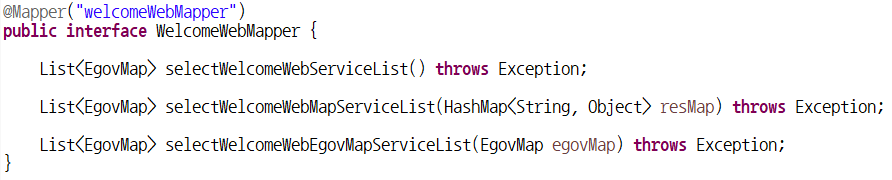 @Mapper("welcomeWebMapper")
public interface WelcomeWebMapper {
List<EgovMap> selectWelcomeWebServiceList() throws Exception;
List<EgovMap> selectWelcomeWebMapServiceList(HashMap<String, Object> resMap) throws Exception;
List<EgovMap> selectWelcomeWebEgovMapServiceList(EgovMap egovMap) throws Exception;
}